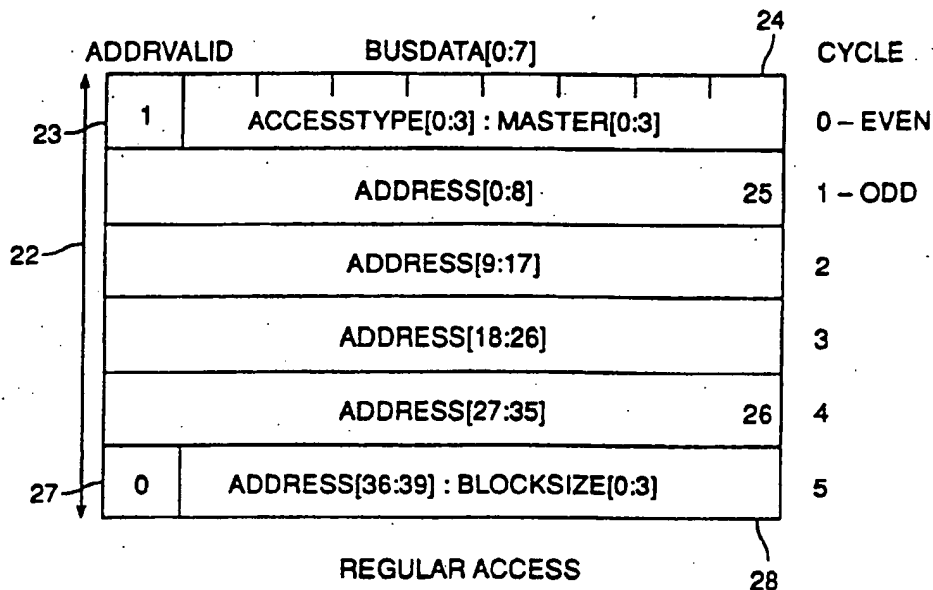 24
ADDRVALID BUSDATA[0:7] CYCLE
23 1 ACCESSTYPE[0:3] : MASTER[0:3] 0 – EVEN
ADDRESS[0:8] 25 1 – ODD
22 ADDRESS[9:17] 2
ADDRESS[18:26] 3
ADDRESS[27:35] 26 4
27 0 ADDRESS[36:39] : BLOCKSIZE[0:3] 5
REGULAR ACCESS 28